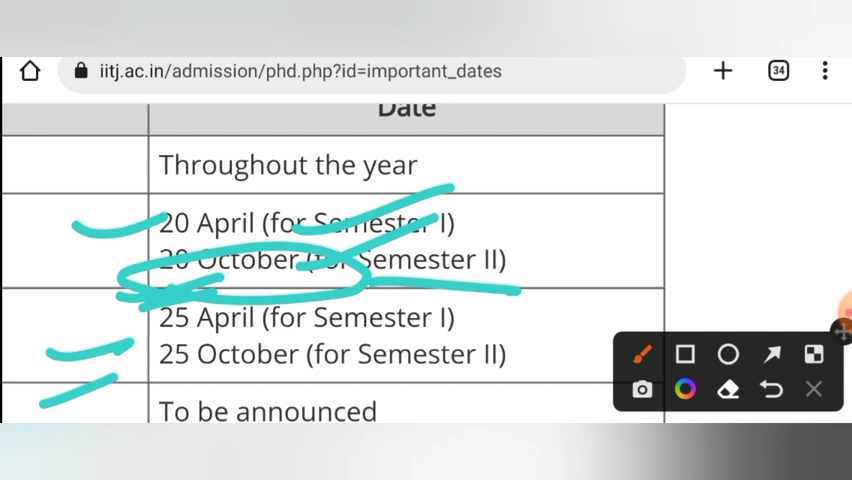 iitj.ac.in/admission/phd.php?id=important_dates
34
Date
Throughout the year
20 April (for Semester I)
20 October (for Semester II)
25 April (for Semester I)
25 October (for Semester II)
To be announced